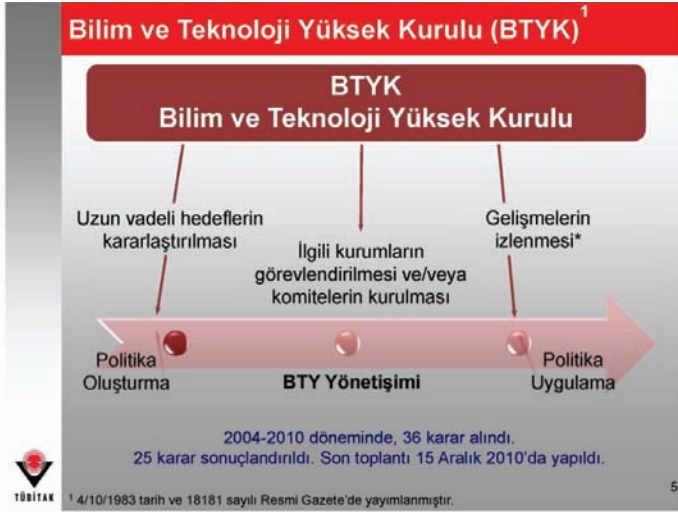 Bilim ve Teknoloji Yüksek Kurulu (BTYK)1
BTYK
Bilim ve Teknoloji Yüksek Kurulu
Uzun vadeli hedeflerin
kararlaştırılması
İlgili kurumların
görevlendirilmesi ve/veya
komitelerin kurulması
Gelişmelerin
izlenmesi*
Politika
Oluşturma
BTY Yönetişimi
Politika
Uygulama
2004-2010 döneminde, 36 karar alındı.
25 karar sonuçlandırıldı. Son toplantı 15 Aralık 2010'da yapıldı.
TÜBİTAK
5
1 4/10/1983 tarih ve 18181 sayılı Resmi Gazete'de yayımlanmıştır.